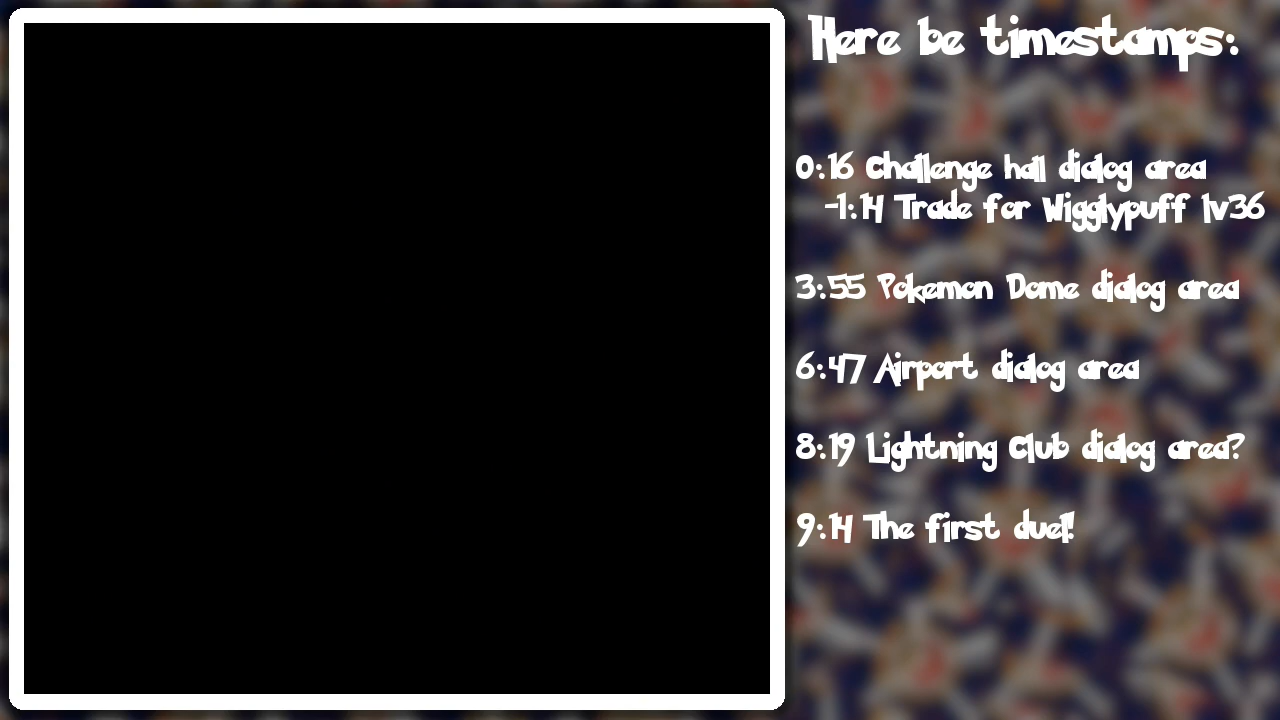 Here be timestamps:
0:16 Challenge hall dialog area
-1:14 Trade for Wigglypuff lv36
3:55 Pokemon Dome dialog area
6:47 Airport dialog area
8:19 Lightning Club dialog area?
9:14 The first duel!